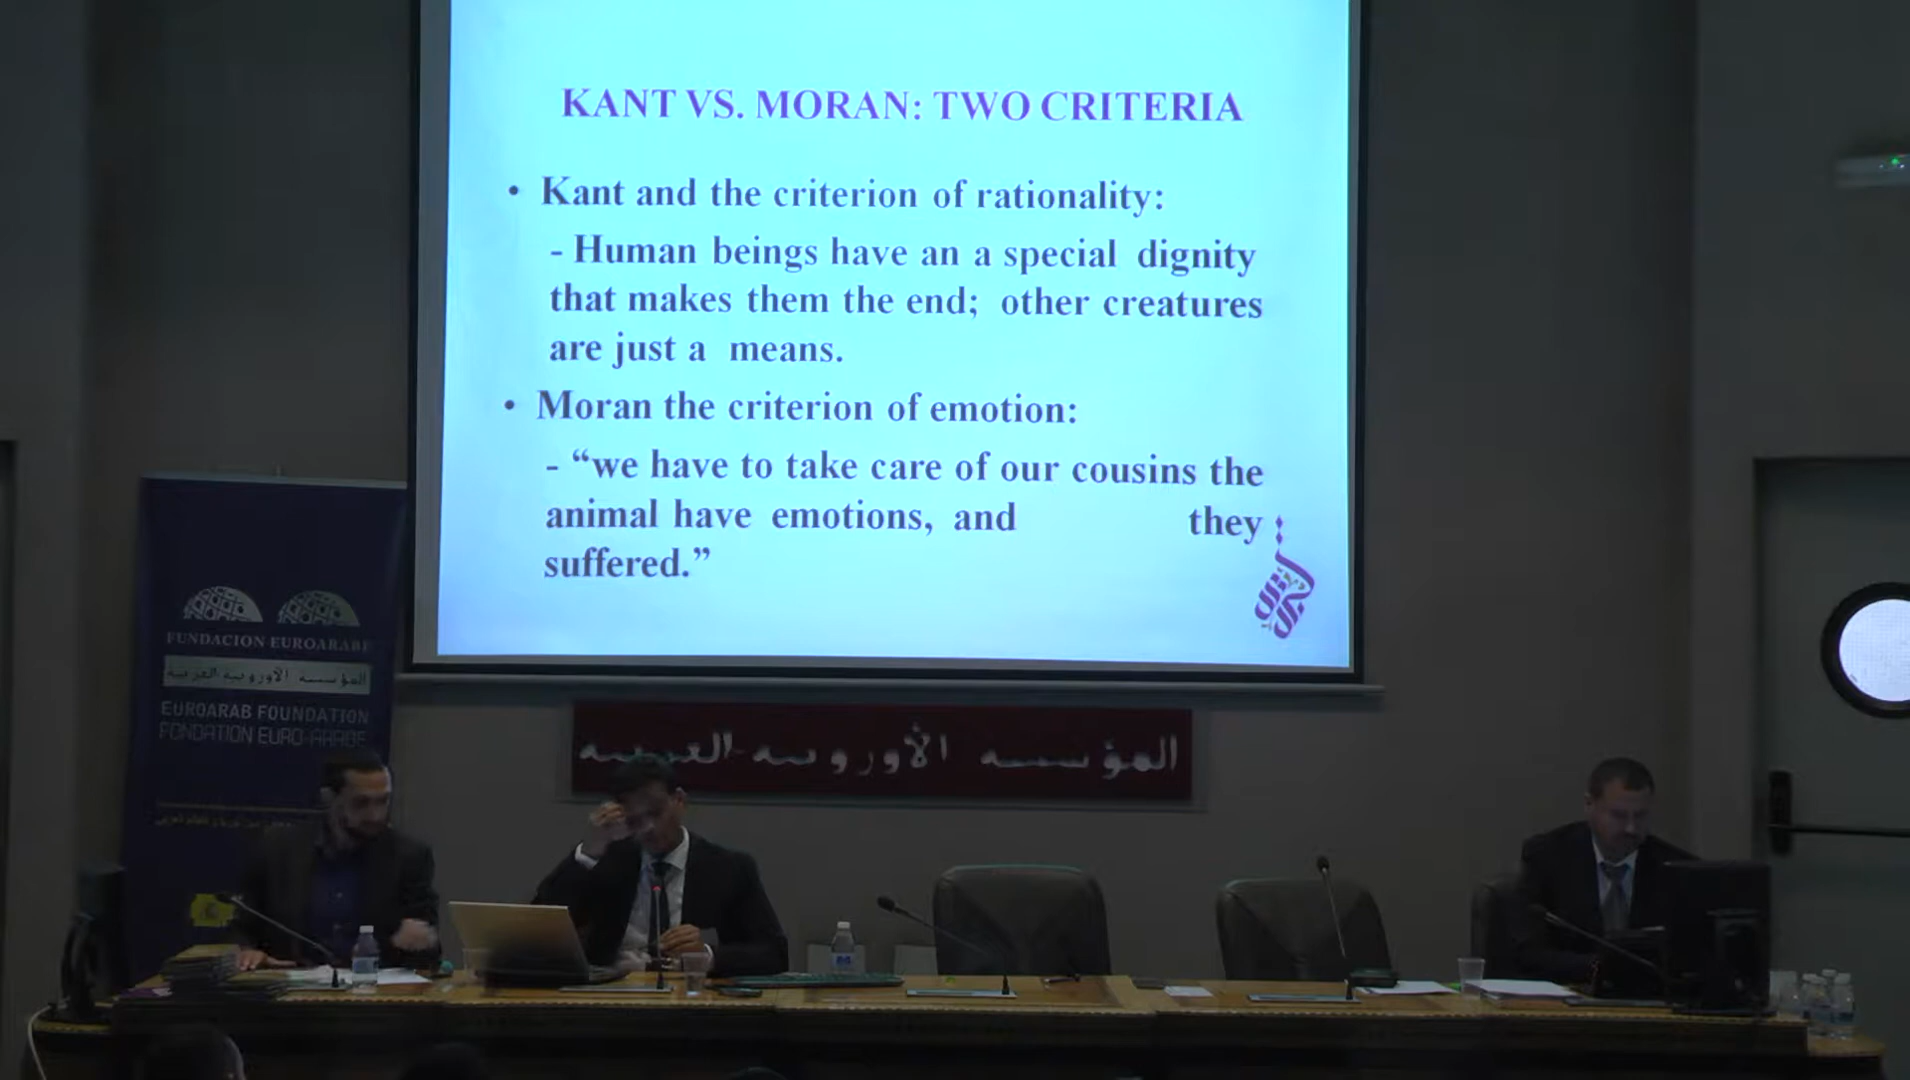 KANT VS. MORAN: TWO CRITERIA
• Kant and the criterion of rationality:
- Human beings have an a special dignity
that makes them the end; other creatures
are just a means.
• Moran the criterion of emotion:
- “we have to take care of our cousins the
animal have emotions, and they
suffered.”
FUNDACION EUROARABE
المؤسسة الأوروبية-العربية
EUROARAB FOUNDATION
FONDATION EURO-ARABE
المؤسسة الأوروبية-العربية